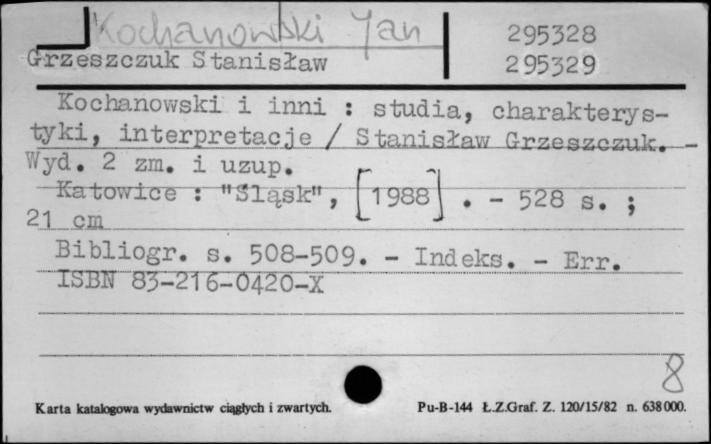 Kochanowski Jan
295328
Grzeszczuk Stanisław
295329
Kochanowski i inni : studia, charakterys-
tyki, interpretacje / Stanisław Grzeszczuk. -
Wyd. 2 zm. i uzup.
Katowice : "Śląsk", [1988] . - 528 s. ;
21 cm
Bibliogr. s. 508-509. - Indeks. - Err.
ISBN 83-216-0420-X
8
Karta katalogowa wydawnictw ciągłych i zwartych. Pu-B-144 Ł.Z.Graf. Z. 120/15/82 n. 638000.